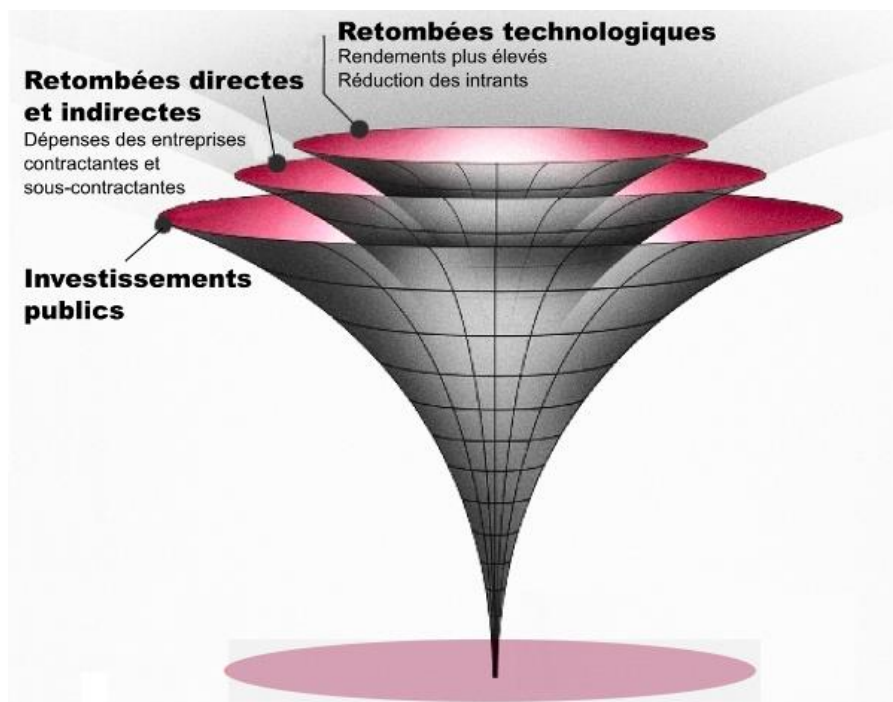 Retombées technologiques
Rendements plus élevés
Réduction des intrants
Retombées directes
et indirectes
Dépenses des entreprises
contractantes et
sous-contractantes
Investissements
publics